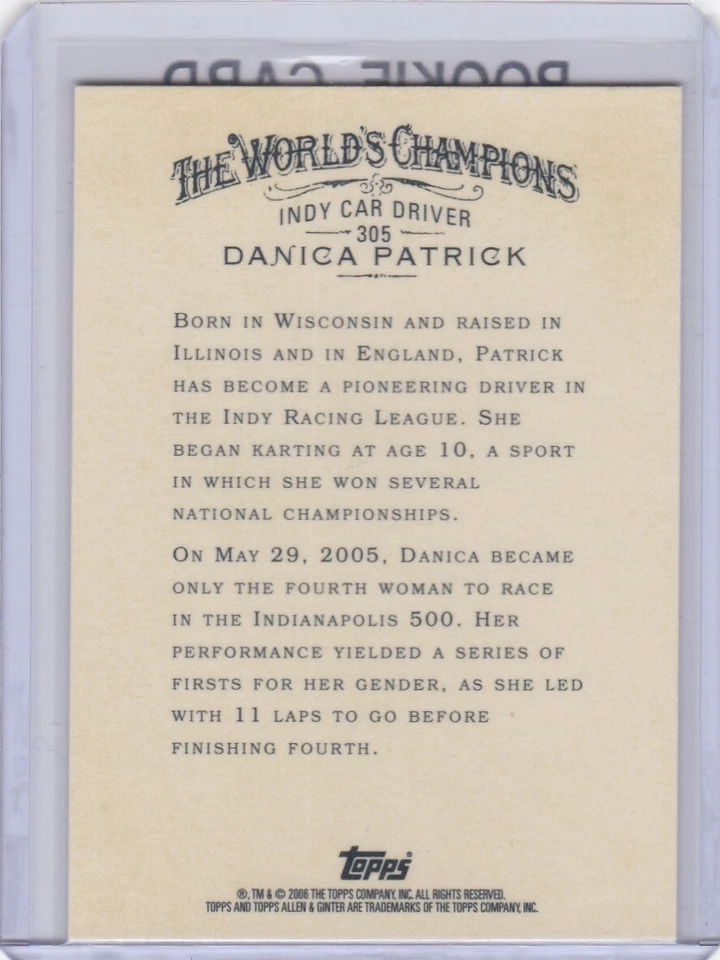 ROOKIE CARD
THE WORLD'S CHAMPIONS
INDY CAR DRIVER
305
DANICA PATRICK
BORN IN WISCONSIN AND RAISED IN
ILLINOIS AND IN ENGLAND, PATRICK
HAS BECOME A PIONEERING DRIVER IN
THE INDY RACING LEAGUE. SHE
BEGAN KARTING AT AGE 10, A SPORT
IN WHICH SHE WON SEVERAL
NATIONAL CHAMPIONSHIPS.
ON MAY 29, 2005, DANICA BECAME
ONLY THE FOURTH WOMAN TO RACE
IN THE INDIANAPOLIS 500. HER
PERFORMANCE YIELDED A SERIES OF
FIRSTS FOR HER GENDER, AS SHE LED
WITH 11 LAPS TO GO BEFORE
FINISHING FOURTH.
Topps®
®, TM & © 2006 THE TOPPS COMPANY, INC. ALL RIGHTS RESERVED.
TOPPS AND TOPPS ALLEN & GINTER ARE TRADEMARKS OF THE TOPPS COMPANY, INC.